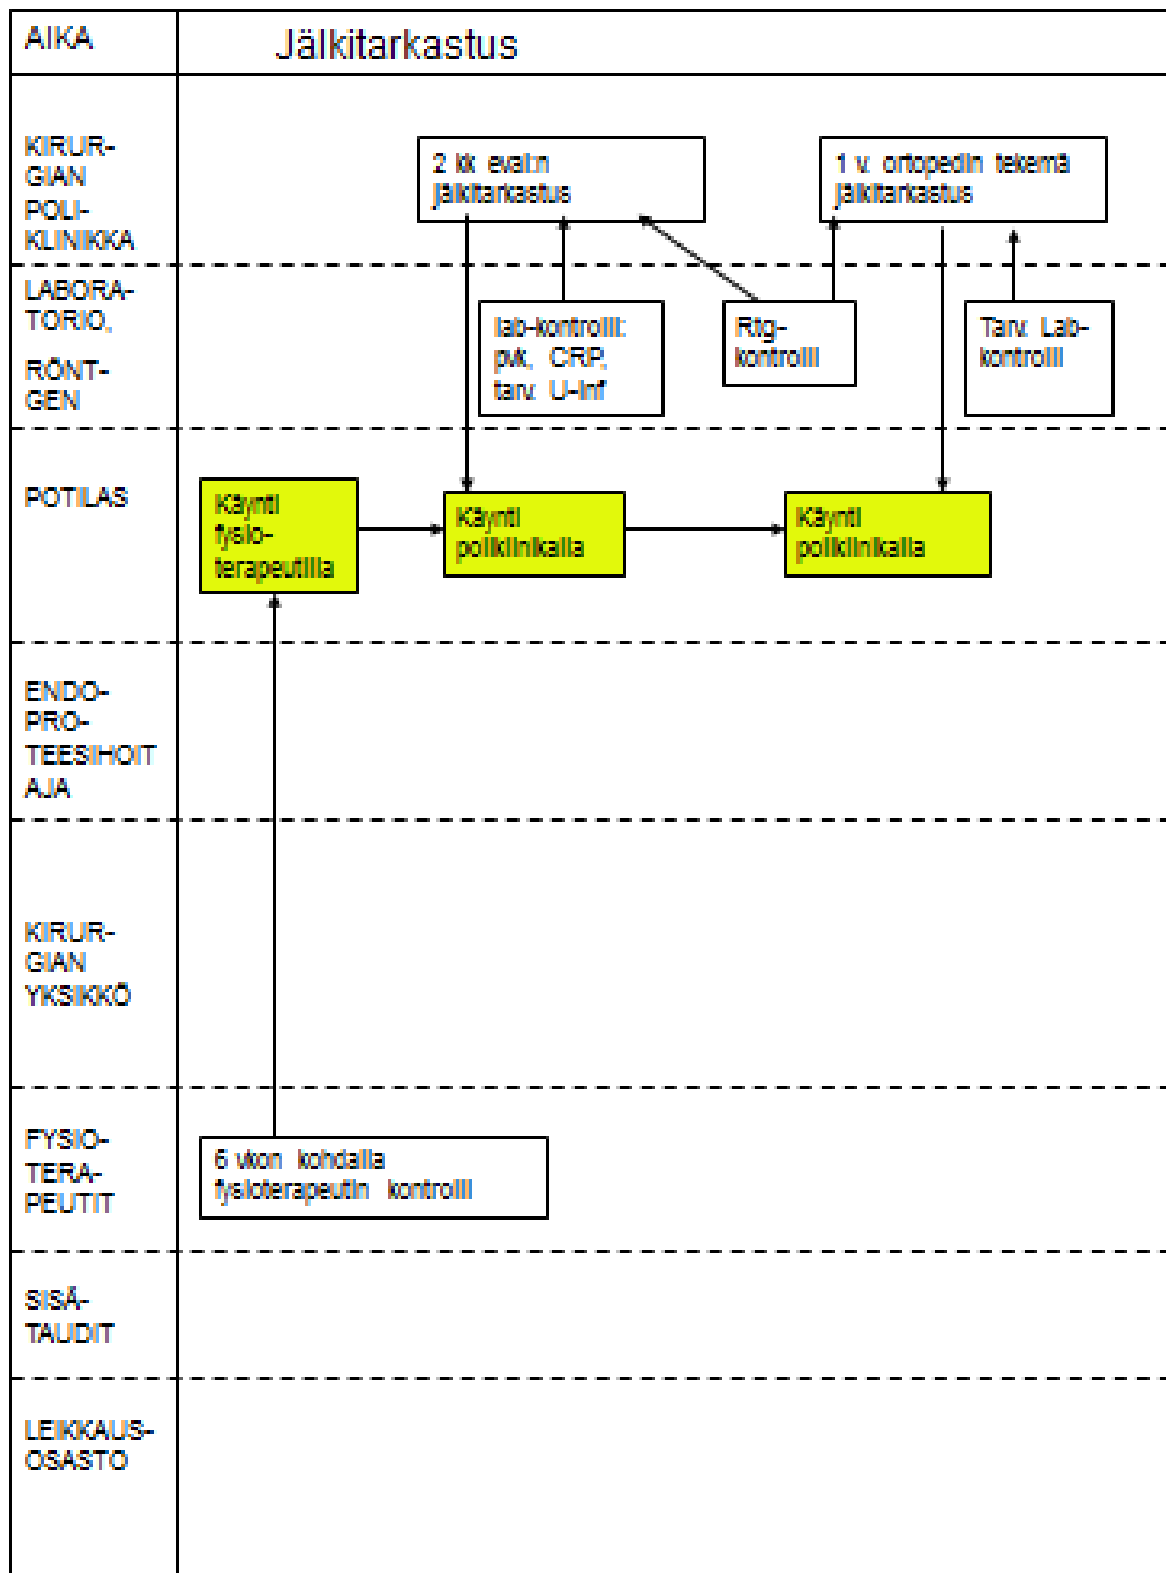 AIKA
Jälkitarkastus
KIRUR-
GIAN
POLI-
KLINIKKA
2 kk eval:n
jälkitarkastus
1 v. ortopedin tekemä
jälkitarkastus
LABORA-
TORIO,
RÖNT-
GEN
lab-kontrolli:
pvk, CRP,
tarv. U-inf
Rtg-
kontrolli
Tarv. Lab-
kontrolli
POTILAS
Käynti
fysio-
terapeutilla
Käynti
poliklinikalla
Käynti
poliklinikalla
ENDO-
PRO-
TEESIHOIT
AJA
KIRUR-
GIAN
YKSIKKÖ
FYSIO-
TERA-
PEUTIT
6 vkon kohdalla
fysioterapeutin kontrolli
SISÄ-
TAUDIT
LEIKKAUS-
OSASTO